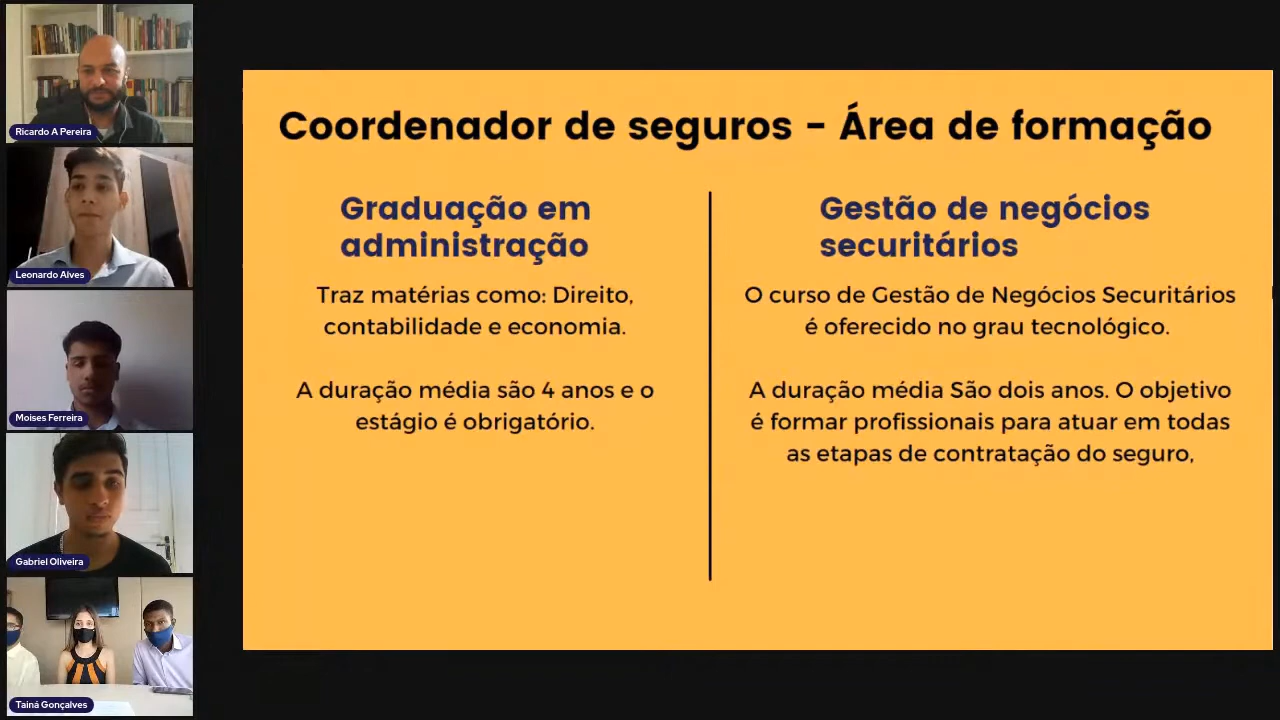 Ricardo A Pereira
Leonardo Alves
Moises Ferreira
Gabriel Oliveira
Tainá Gonçalves
Coordenador de seguros - Área de formação
Graduação em
administração
Traz matérias como: Direito,
contabilidade e economia.
A duração média são 4 anos e o
estágio é obrigatório.
Gestão de negócios
securitários
O curso de Gestão de Negócios Securitários
é oferecido no grau tecnológico.
A duração média São dois anos. O objetivo
é formar profissionais para atuar em todas
as etapas de contratação do seguro,